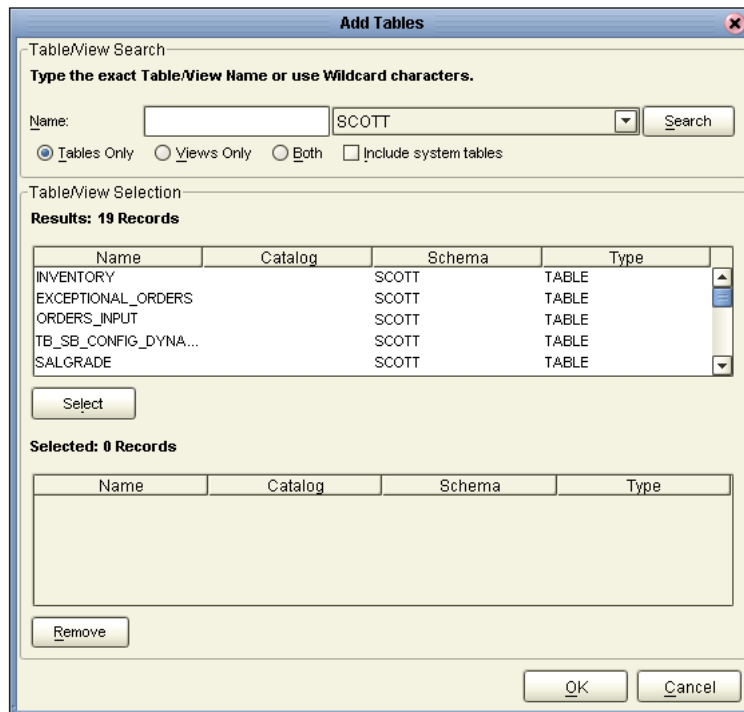 Add Tables
Table/View Search
Type the exact Table/View Name or use Wildcard characters.
Name: SCOTT Search
Tables Only Views Only Both Include system tables
Table/View Selection
Results: 19 Records
Name Catalog Schema Type
INVENTORY SCOTT TABLE
EXCEPTIONAL_ORDERS SCOTT TABLE
ORDERS_INPUT SCOTT TABLE
TB_SB_CONFIG_DYNA... SCOTT TABLE
SALGRADE SCOTT TABLE
Select
Selected: 0 Records
Name Catalog Schema Type
Remove
OK Cancel